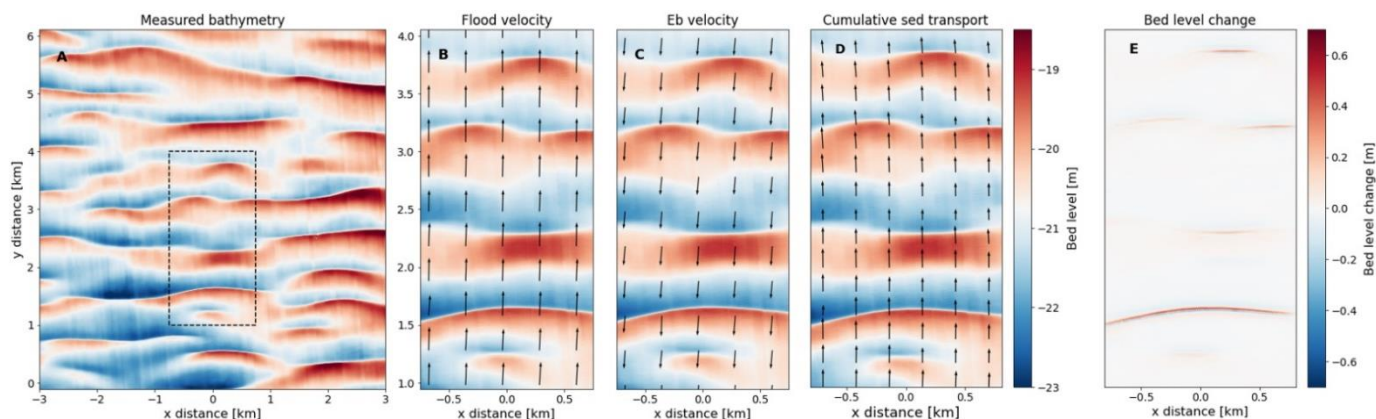 Measured bathymetry
Flood velocity
Eb velocity
Cumulative sed transport
Bed level change
A
B
C
D
E
y distance [km]
6
5
4
3
2
1
0
−3
−2
−1
0
1
2
3
x distance [km]
4.0
3.5
3.0
2.5
2.0
1.5
1.0
−0.5
0.0
0.5
x distance [km]
−0.5
0.0
0.5
x distance [km]
−0.5
0.0
0.5
x distance [km]
−19
−20
−21
−22
−23
Bed level [m]
−0.5
0.0
0.5
x distance [km]
0.6
0.4
0.2
0.0
−0.2
−0.4
−0.6
Bed level change [m]